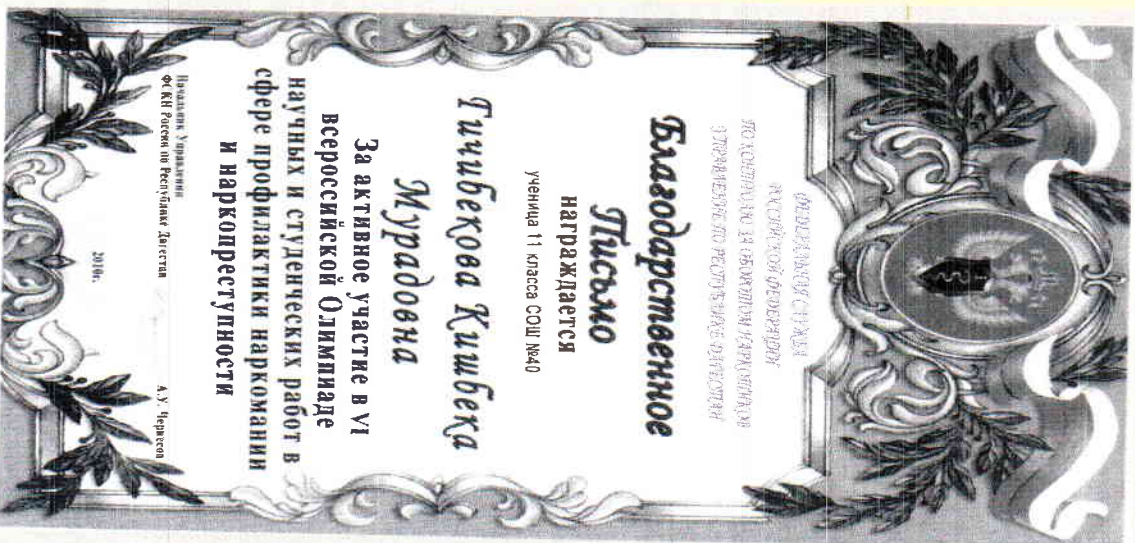 ФЕДЕРАЛЬНАЯ СЛУЖБА
РОССИЙСКОЙ ФЕДЕРАЦИИ
ПО КОНТРОЛЮ ЗА ОБОРОТОМ НАРКОТИКОВ
УПРАВЛЕНИЕ ПО РЕСПУБЛИКЕ ДАГЕСТАН
Благодарственное
Письмо
награждается
ученица 11 класса СОШ №40
Гичибекова Кишбека
Мурадовна
За активное участие в VI
всероссийской Олимпиаде
научных и студенческих работ в
сфере профилактики наркомании
и наркопреступности
Начальник Управления
ФСКН России по Республике Дагестан
А.У.